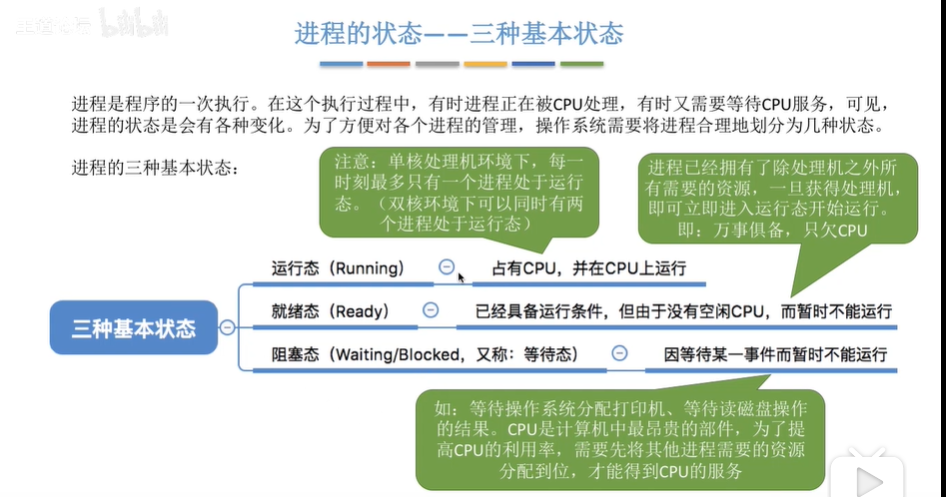 bilibili
进程的状态——三种基本状态
进程是程序的一次执行。在这个执行过程中，有时进程正在被CPU处理，有时又需要等待CPU服务，可见，
进程的状态是会有各种变化。为了方便对各个进程的管理，操作系统需要将进程合理地划分为几种状态。
进程的三种基本状态：
注意：单核处理机环境下，每一
时刻最多只有一个进程处于运行
态。（双核环境下可以同时有两
个进程处于运行态）
进程已经拥有了除处理机之外所
有需要的资源，一旦获得处理机，
即可立即进入运行态开始运行。
即：万事俱备，只欠CPU
三种基本状态
运行态（Running）
占有CPU，并在CPU上运行
就绪态（Ready）
已经具备运行条件，但由于没有空闲CPU，而暂时不能运行
阻塞态（Waiting/Blocked，又称：等待态）
因等待某一事件而暂时不能运行
如：等待操作系统分配打印机、等待读磁盘操作
的结果。CPU是计算机中最昂贵的部件，为了提
高CPU的利用率，需要先将其他进程需要的资源
分配到位，才能得到CPU的服务